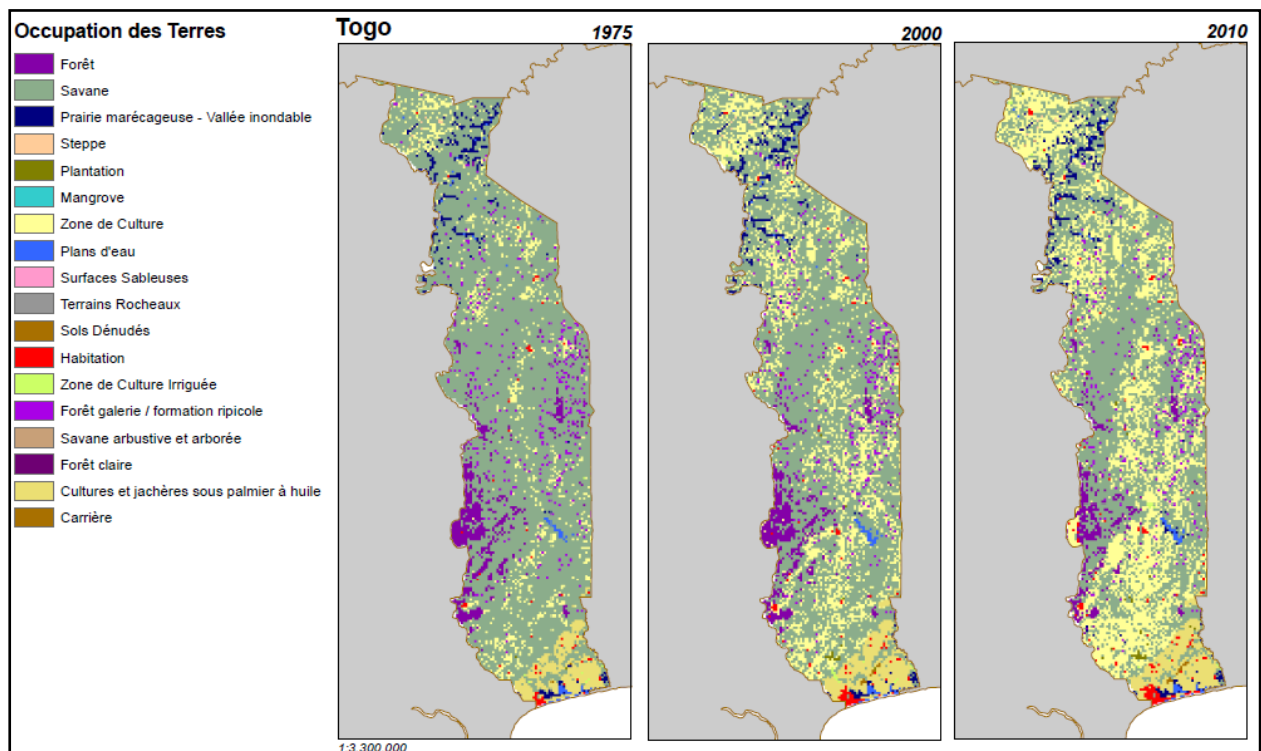 Occupation des Terres
Forêt
Savane
Prairie marécageuse - Vallée inondable
Steppe
Plantation
Mangrove
Zone de Culture
Plans d'eau
Surfaces Sableuses
Terrains Rocheaux
Sols Dénudés
Habitation
Zone de Culture Irriguée
Forêt galerie / formation ripicole
Savane arbustive et arborée
Forêt claire
Cultures et jachères sous palmier à huile
Carrière
Togo
1975
2000
2010
1:3 300 000